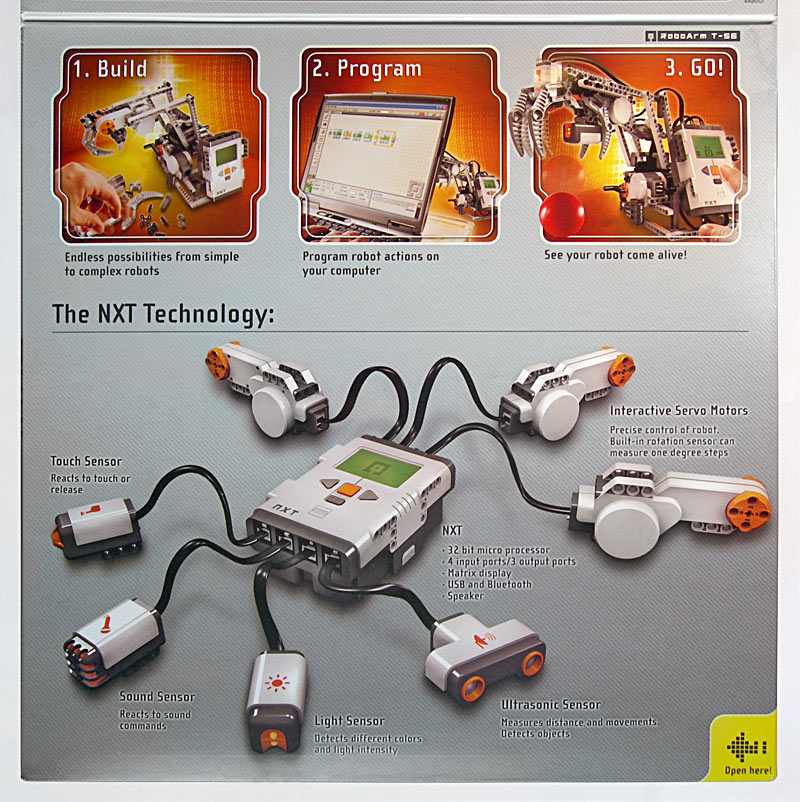 RoboArm T-56
1. Build
2. Program
3. GO!
NXT
NXT
Endless possibilities from simple
to complex robots
Program robot actions on
your computer
See your robot come alive!
The NXT Technology:
Interactive Servo Motors
Precise control of robot.
Built-in rotation sensor can
measure one degree steps
Touch Sensor
Reacts to touch or
release
NXT
NXT
· 32 bit micro processor
· 4 input ports/3 output ports
· Matrix display
· USB and Bluetooth
· Speaker
Sound Sensor
Reacts to sound
commands
Light Sensor
Detects different colors
and light intensity
Ultrasonic Sensor
Measures distance and movements.
Detects objects
Open here!